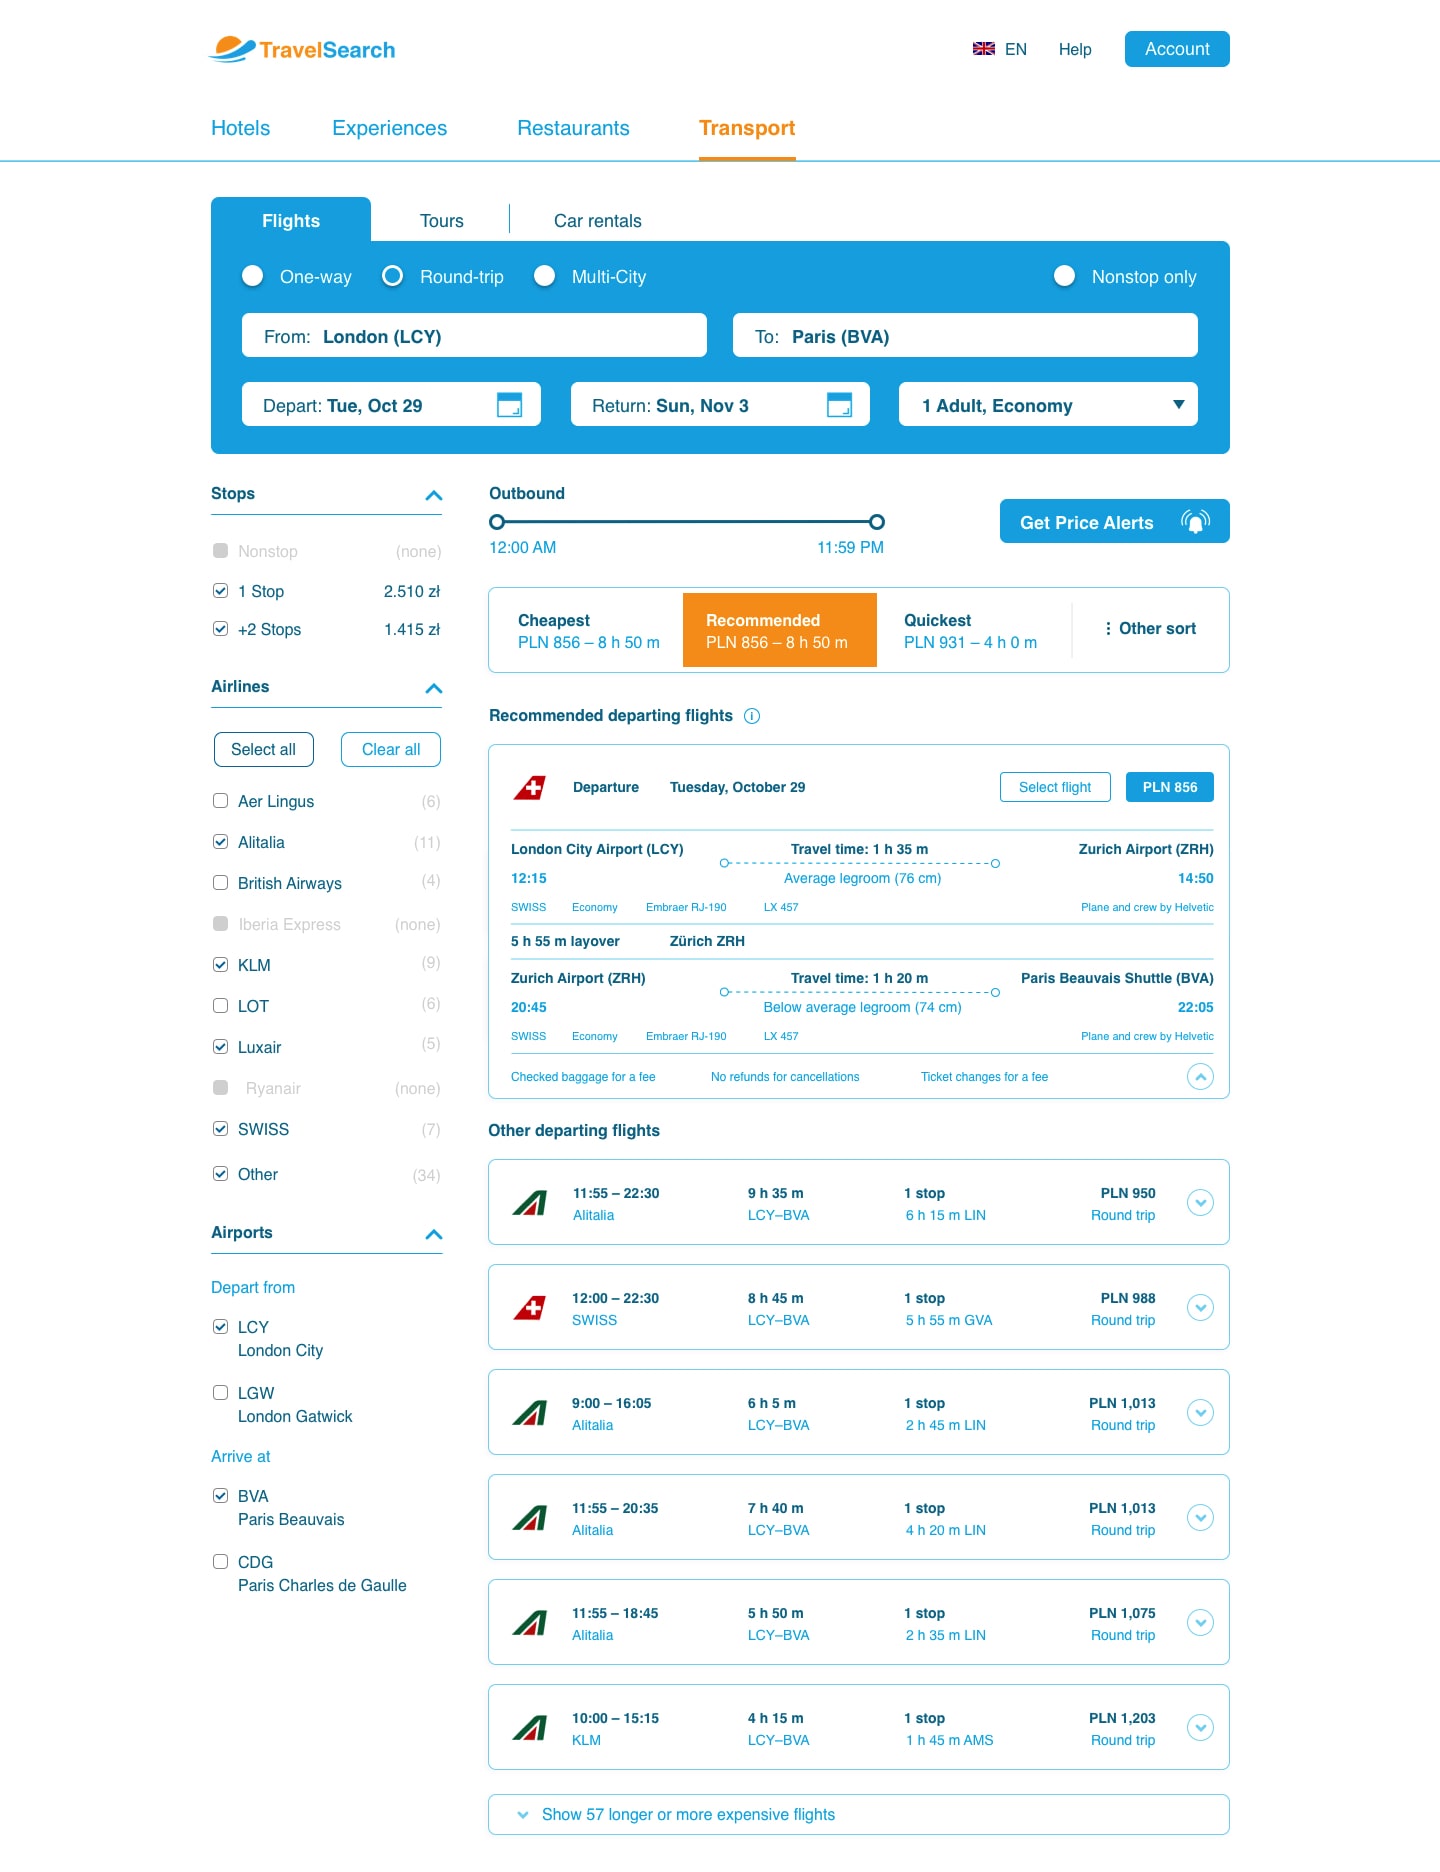 TravelSearch
EN Help Account
Hotels Experiences Restaurants Transport
Flights Tours Car rentals
One-way Round-trip Multi-City Nonstop only
From: London (LCY) To: Paris (BVA)
Depart: Tue, Oct 29 Return: Sun, Nov 3 1 Adult, Economy
Stops
Nonstop (none)
1 Stop 2.510 zł
+2 Stops 1.415 zł
Airlines
Select all Clear all
Aer Lingus (6)
Alitalia (11)
British Airways (4)
Iberia Express (none)
KLM (9)
LOT (6)
Luxair (5)
Ryanair (none)
SWISS (7)
Other (34)
Airports
Depart from
LCY
London City
LGW
London Gatwick
Arrive at
BVA
Paris Beauvais
CDG
Paris Charles de Gaulle
Outbound
12:00 AM 11:59 PM
Get Price Alerts
Cheapest Recommended Quickest
PLN 856 – 8 h 50 m PLN 856 – 8 h 50 m PLN 931 – 4 h 0 m
Other sort
Recommended departing flights i
Departure Tuesday, October 29 Select flight PLN 856
London City Airport (LCY) Travel time: 1 h 35 m Zurich Airport (ZRH)
12:15 Average legroom (76 cm) 14:50
SWISS Economy Embraer RJ-190 LX 457 Plane and crew by Helvetic
5 h 55 m layover Zürich ZRH
Zurich Airport (ZRH) Travel time: 1 h 20 m Paris Beauvais Shuttle (BVA)
20:45 Below average legroom (74 cm) 22:05
SWISS Economy Embraer RJ-190 LX 457 Plane and crew by Helvetic
Checked baggage for a fee No refunds for cancellations Ticket changes for a fee
Other departing flights
11:55 – 22:30 9 h 35 m 1 stop PLN 950
Alitalia LCY–BVA 6 h 15 m LIN Round trip
12:00 – 22:30 8 h 45 m 1 stop PLN 988
SWISS LCY–BVA 5 h 55 m GVA Round trip
9:00 – 16:05 6 h 5 m 1 stop PLN 1,013
Alitalia LCY–BVA 2 h 45 m LIN Round trip
11:55 – 20:35 7 h 40 m 1 stop PLN 1,013
Alitalia LCY–BVA 4 h 20 m LIN Round trip
11:55 – 18:45 5 h 50 m 1 stop PLN 1,075
Alitalia LCY–BVA 2 h 35 m LIN Round trip
10:00 – 15:15 4 h 15 m 1 stop PLN 1,203
KLM LCY–BVA 1 h 45 m AMS Round trip
Show 57 longer or more expensive flights